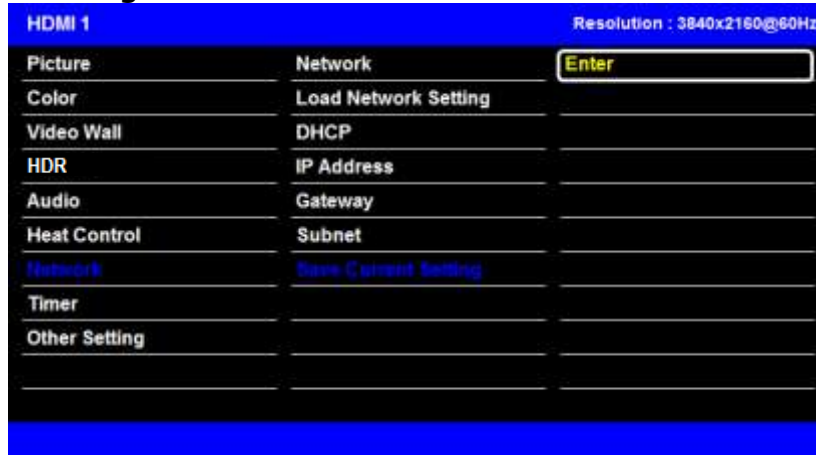 HDMI 1 Resolution : 3840x2160@60Hz
Picture Network Enter
Color Load Network Setting
Video Wall DHCP
HDR IP Address
Audio Gateway
Heat Control Subnet
Network Save Current Setting
Timer
Other Setting